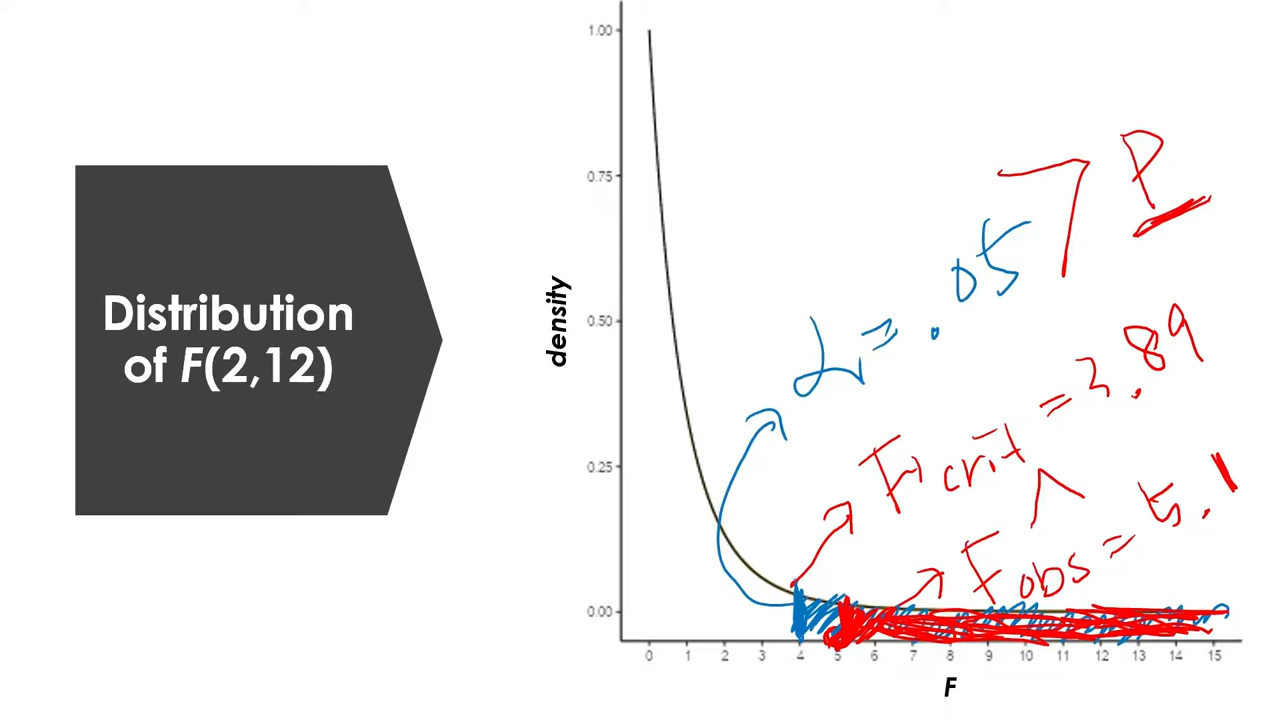 Distribution
of F(2,12)
density
1.00
0.75
0.50
0.25
0.00
α = .05 > P
F crit = 3.89
<
F obs = 5.1
0 1 2 3 4 5 6 7 8 9 10 11 12 13 14 15
F